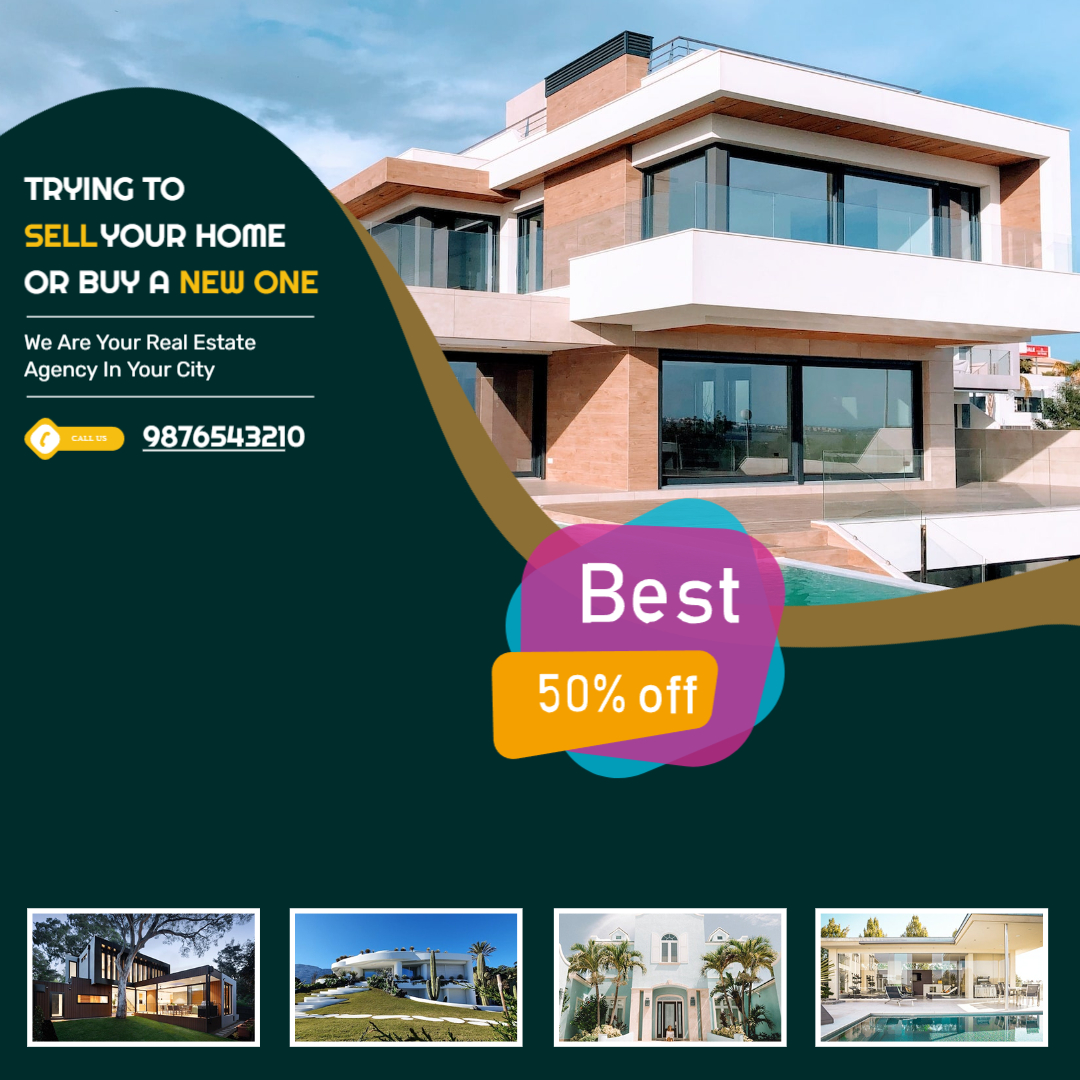 TRYING TO
SELL YOUR HOME
OR BUY A NEW ONE
We Are Your Real Estate
Agency In Your City
CALL US
9876543210
Best
50% off